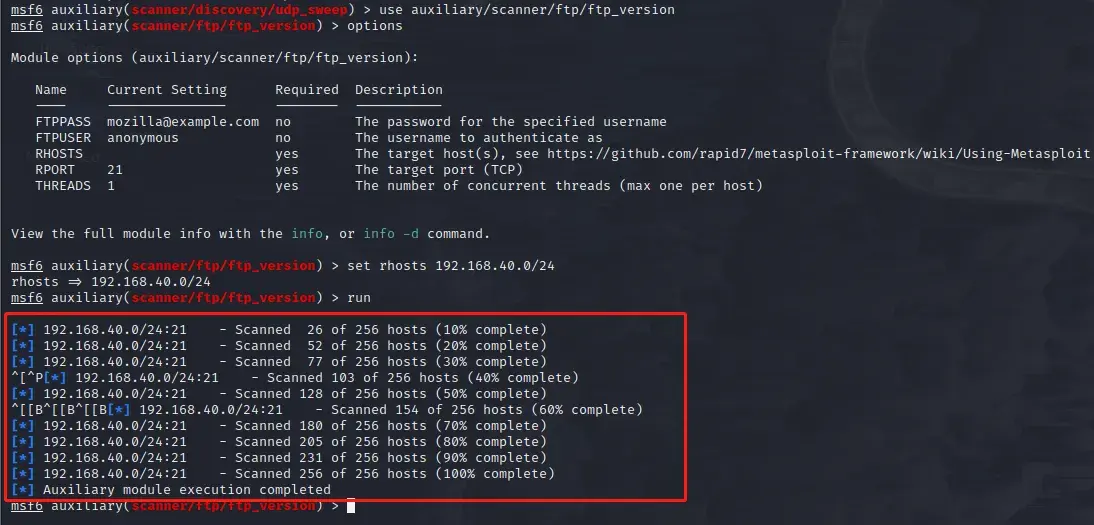 msf6 auxiliary(scanner/discovery/udp_sweep) > use auxiliary/scanner/ftp/ftp_version
msf6 auxiliary(scanner/ftp/ftp_version) > options
Module options (auxiliary/scanner/ftp/ftp_version):
Name Current Setting Required Description
---- --------------- -------- -----------
FTPPASS mozilla@example.com no The password for the specified username
FTPUSER anonymous no The username to authenticate as
RHOSTS yes The target host(s), see https://github.com/rapid7/metasploit-framework/wiki/Using-Metasploit
RPORT 21 yes The target port (TCP)
THREADS 1 yes The number of concurrent threads (max one per host)
View the full module info with the info, or info -d command.
msf6 auxiliary(scanner/ftp/ftp_version) > set rhosts 192.168.40.0/24
rhosts => 192.168.40.0/24
msf6 auxiliary(scanner/ftp/ftp_version) > run
[*] 192.168.40.0/24:21 - Scanned 26 of 256 hosts (10% complete)
[*] 192.168.40.0/24:21 - Scanned 52 of 256 hosts (20% complete)
[*] 192.168.40.0/24:21 - Scanned 77 of 256 hosts (30% complete)
^[^P[*] 192.168.40.0/24:21 - Scanned 103 of 256 hosts (40% complete)
[*] 192.168.40.0/24:21 - Scanned 128 of 256 hosts (50% complete)
^[[B^[[B^[[B[*] 192.168.40.0/24:21 - Scanned 154 of 256 hosts (60% complete)
[*] 192.168.40.0/24:21 - Scanned 180 of 256 hosts (70% complete)
[*] 192.168.40.0/24:21 - Scanned 205 of 256 hosts (80% complete)
[*] 192.168.40.0/24:21 - Scanned 231 of 256 hosts (90% complete)
[*] 192.168.40.0/24:21 - Scanned 256 of 256 hosts (100% complete)
[*] Auxiliary module execution completed
msf6 auxiliary(scanner/ftp/ftp_version) >